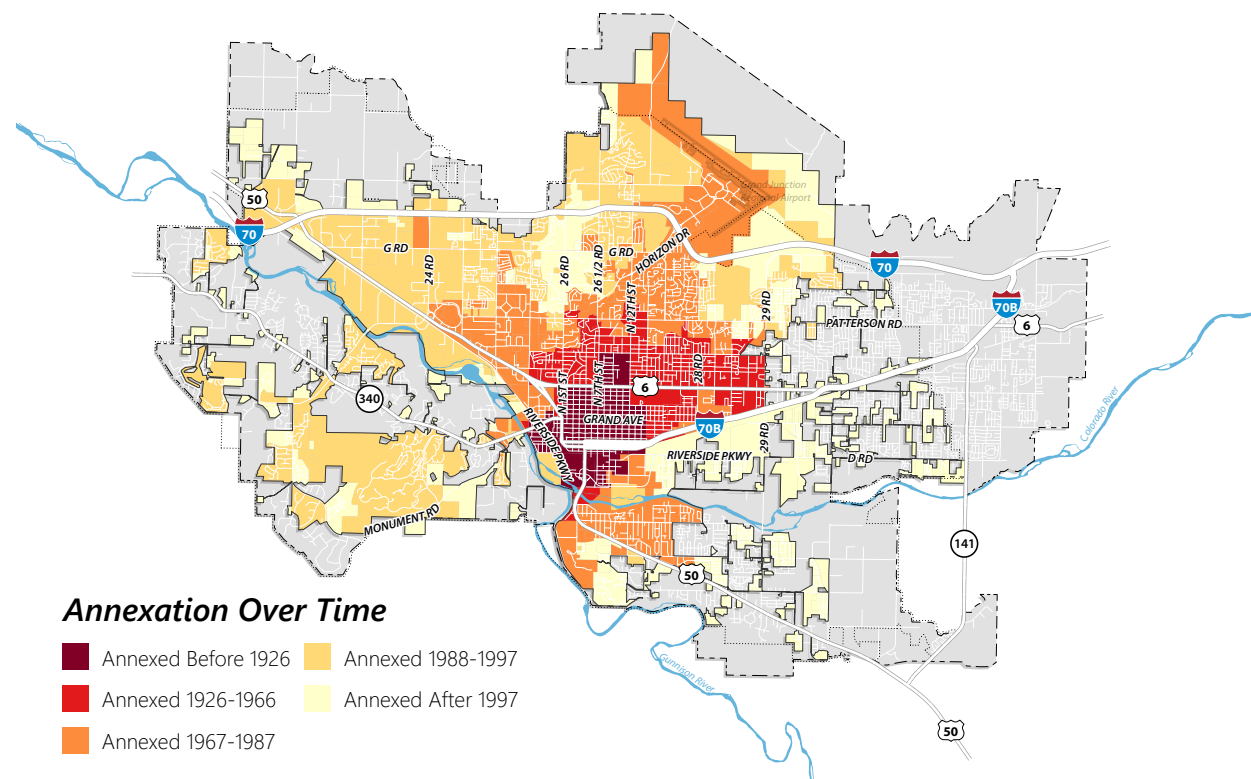 Grand Junction
Regional Airport
50
70
G RD
24 RD
26 RD
26 1/2 RD
G RD
HORIZON DR
N 12TH ST
29 RD
70
70B
6
PATTERSON RD
340
N 1ST ST
N 7TH ST
6
28 RD
GRAND AVE
70B
RIVERSIDE PKWY
RIVERSIDE PKWY
29 RD
D RD
Colorado River
MONUMENT RD
141
50
Gunnison River
50
Annexation Over Time
Annexed Before 1926
Annexed 1988-1997
Annexed 1926-1966
Annexed After 1997
Annexed 1967-1987